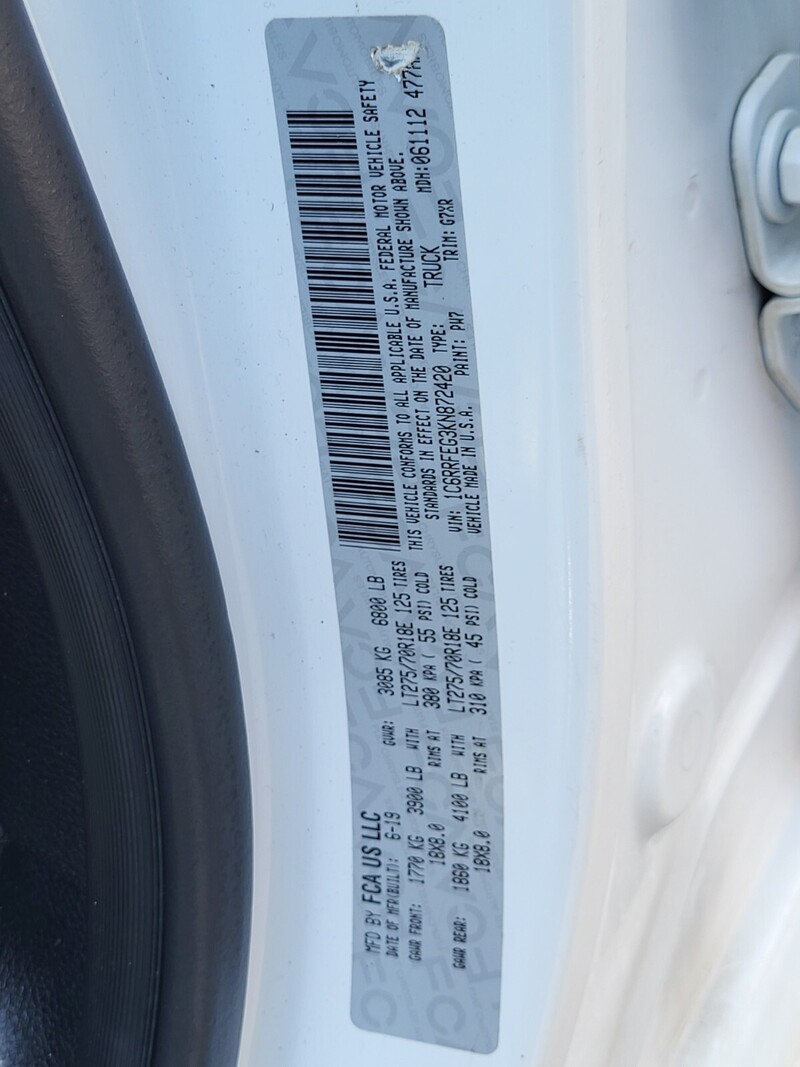 MFD BY FCA US LLC
DATE OF MFR(BUILT): 6-19 GVWR: 3085 KG 6800 LB
GAWR FRONT: 1770 KG 3900 LB WITH LT275/70R18E 125 TIRES
18X8.0 RIMS AT 380 KPA ( 55 PSI) COLD
GAWR REAR: 1860 KG 4100 LB WITH LT275/70R18E 125 TIRES
18X8.0 RIMS AT 310 KPA ( 45 PSI) COLD
THIS VEHICLE CONFORMS TO ALL APPLICABLE U.S.A. FEDERAL MOTOR VEHICLE SAFETY
STANDARDS IN EFFECT ON THE DATE OF MANUFACTURE SHOWN ABOVE.
VIN: 1C6RRFEG3KN872420 TYPE: TRUCK MDH:061112
VEHICLE MADE IN U.S.A. PAINT: PW7 TRIM: G7XR